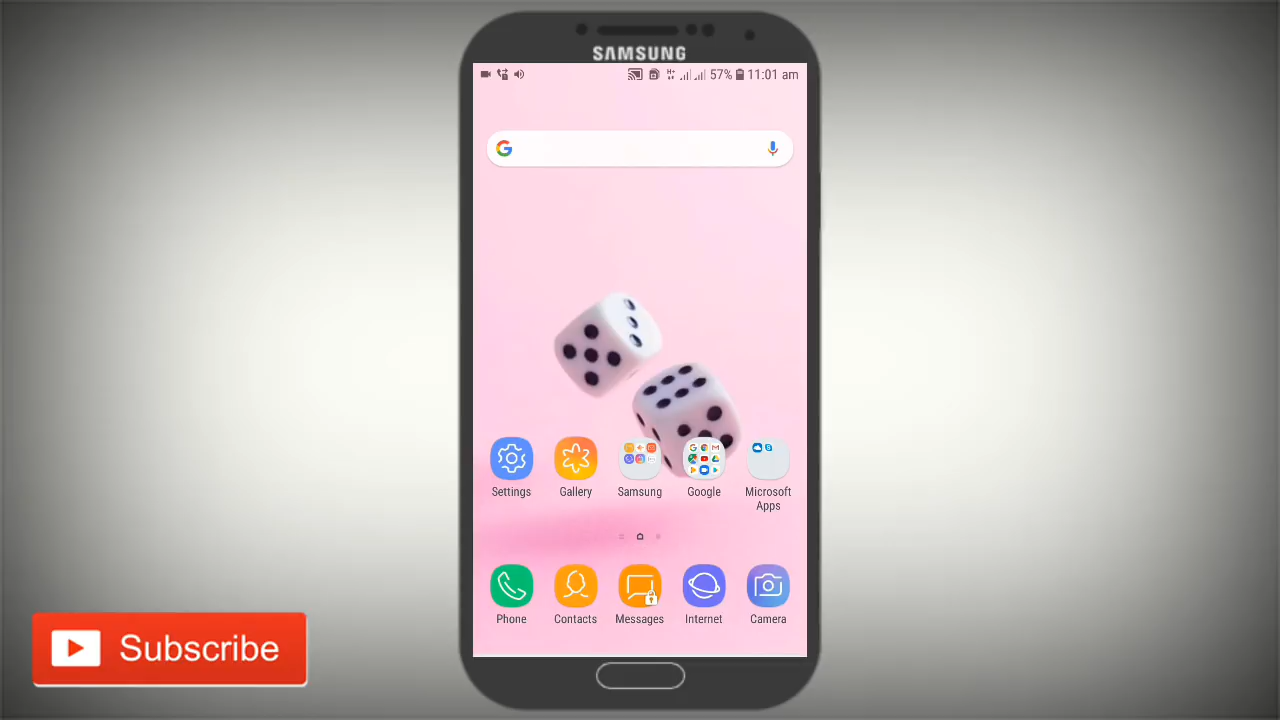 SAMSUNG
57% 11:01 am
Settings Gallery Samsung Google Microsoft Apps
Phone Contacts Messages Internet Camera
Subscribe